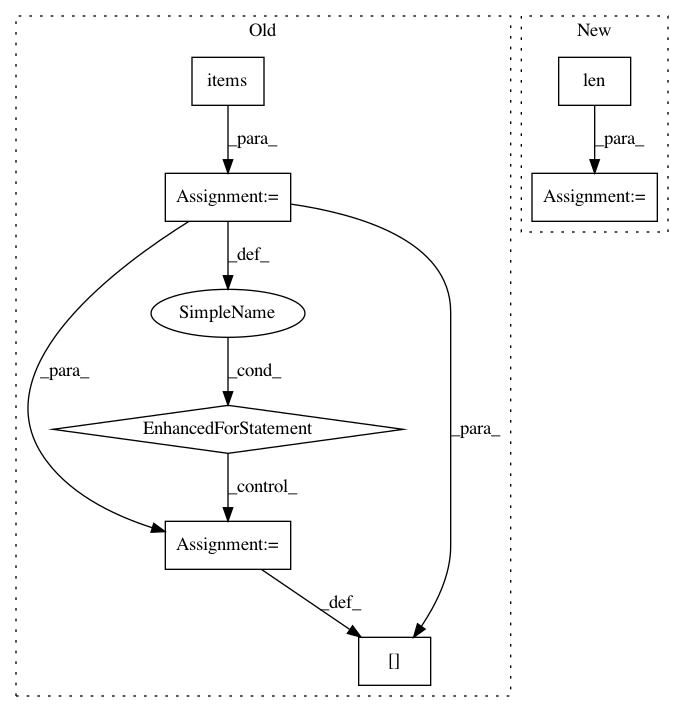 Old
New
items
len
_para_
_para_
Assignment:=
Assignment:=
_def_
SimpleName
_para_
_cond_
EnhancedForStatement
_para_
_control_
Assignment:=
_def_
[]